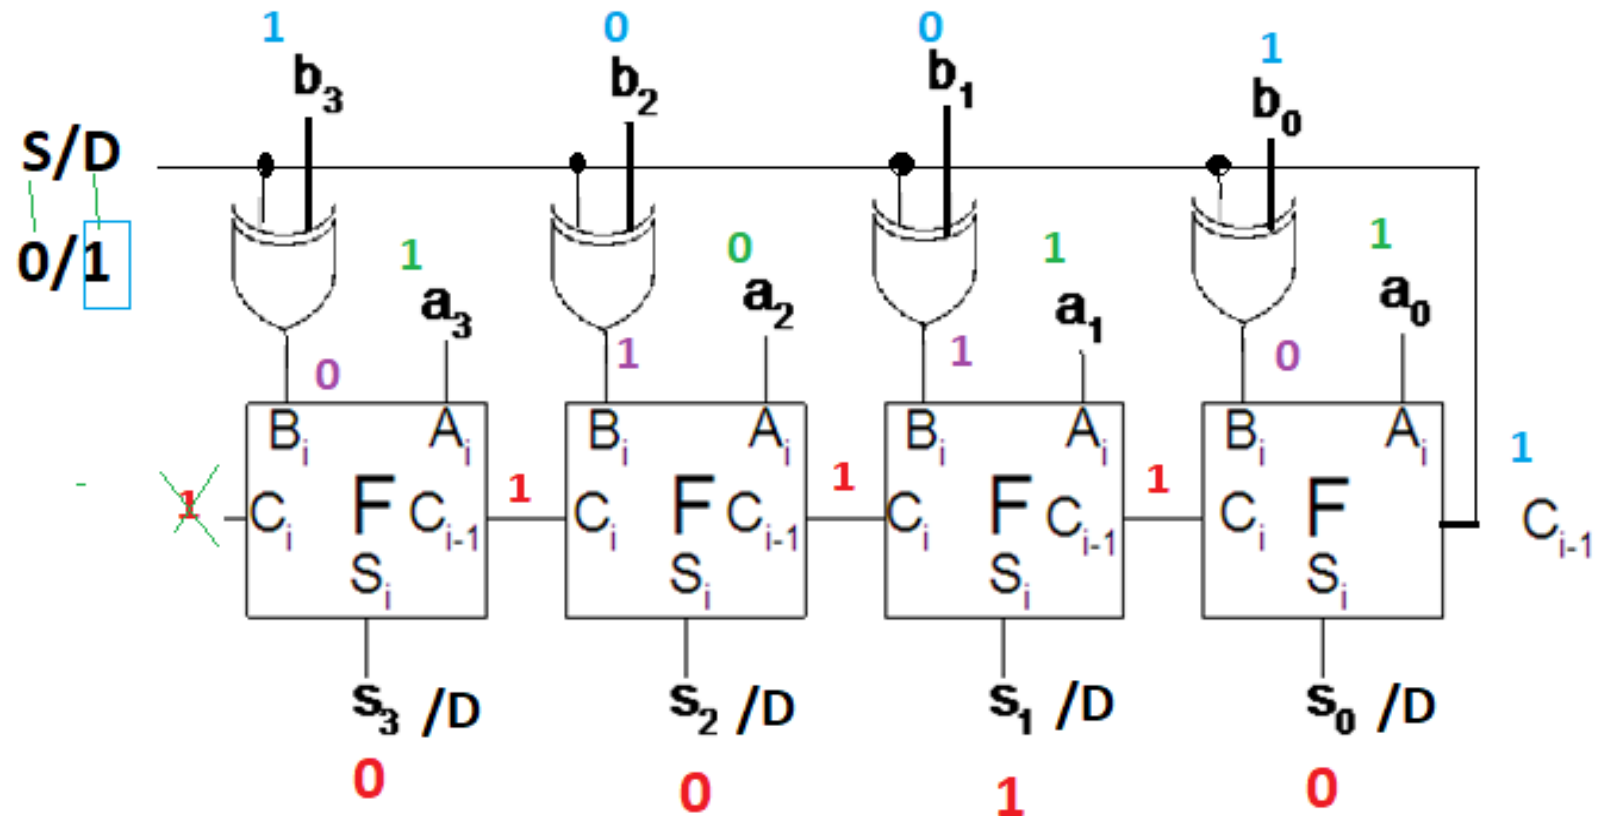 1 0 0 1
b3 b2 b1 b0
S/D
0/1
1 0 1 1
a3 a2 a1 a0
0 1 1 0
Bi Ai Bi Ai Bi Ai Bi Ai
- 1 1 1 1 1
Ci F Ci-1 Ci F Ci-1 Ci F Ci-1 Ci F Ci-1
Si Si Si Si
s3 /D s2 /D s1 /D s0 /D
0 0 1 0